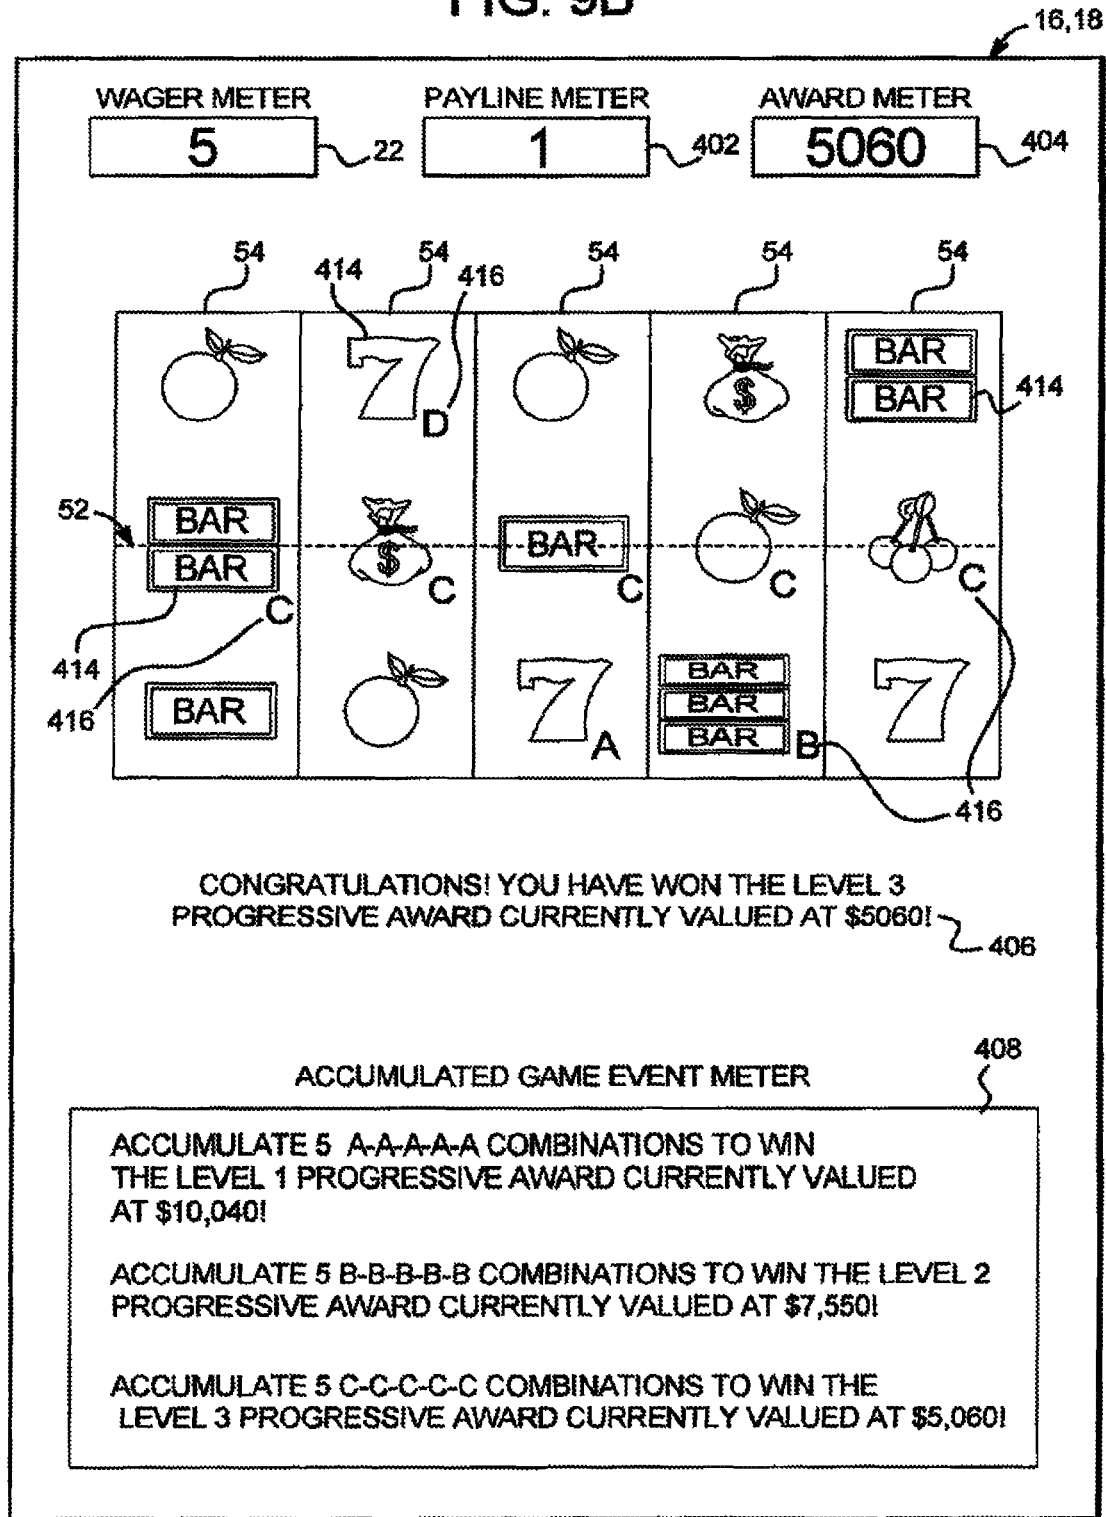 FIG. 9B
16,18
WAGER METER PAYLINE METER AWARD METER
5 22 1 402 5060 404
54 54 54 54 54
414 416
BAR
BAR 414
7 D
$
52
BAR
BAR
$
BAR
C C C C C
414
416
BAR
7 A
BAR
BAR
BAR
B
7
416
CONGRATULATIONS! YOU HAVE WON THE LEVEL 3
PROGRESSIVE AWARD CURRENTLY VALUED AT $5060!
406
408
ACCUMULATED GAME EVENT METER
ACCUMULATE 5 A-A-A-A-A COMBINATIONS TO WIN
THE LEVEL 1 PROGRESSIVE AWARD CURRENTLY VALUED
AT $10,040!
ACCUMULATE 5 B-B-B-B-B COMBINATIONS TO WIN THE LEVEL 2
PROGRESSIVE AWARD CURRENTLY VALUED AT $7,550!
ACCUMULATE 5 C-C-C-C-C COMBINATIONS TO WIN THE
LEVEL 3 PROGRESSIVE AWARD CURRENTLY VALUED AT $5,060!